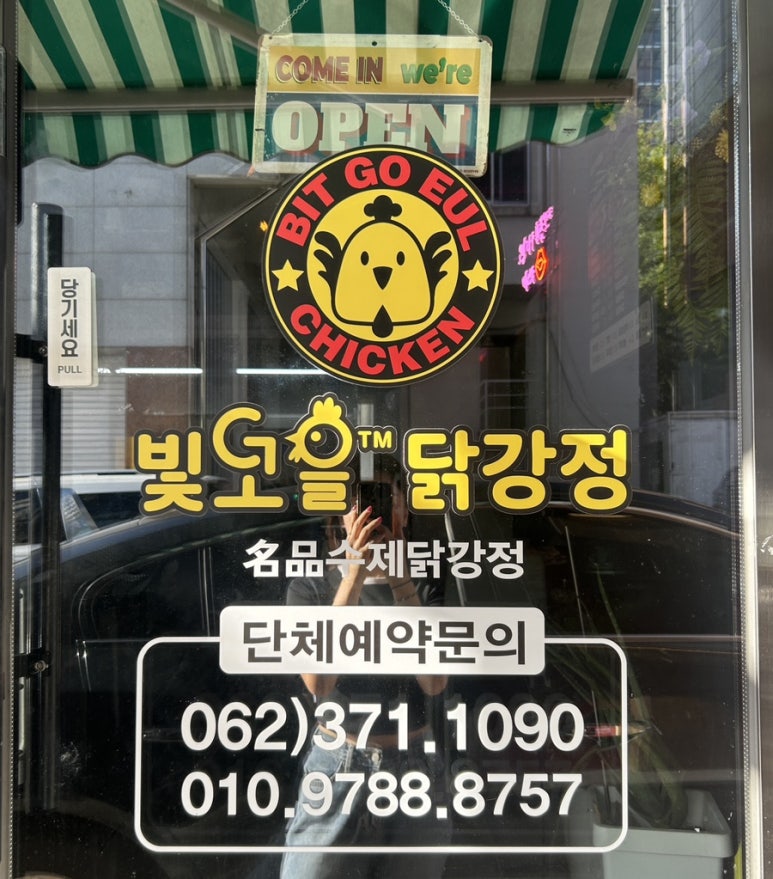 COME IN we're
OPEN
BIT GO EUL
CHICKEN
당기세요
PULL
빛고을™ 닭강정
名品수제닭강정
단체예약문의
062)371.1090
010.9788.8757